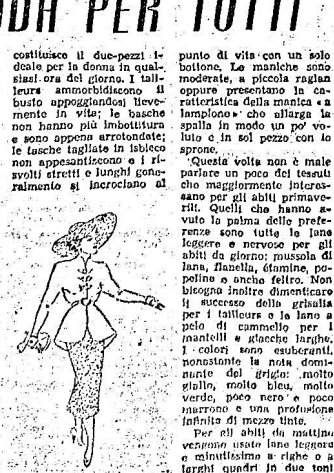 ODA PER TUTTI
costituisce il due-pezzi i-
deale per la donna in qual-
siasi ora del giorno. I tail-
leurs ammorbidiscono il
busto appoggiandosi lieve-
mente in vita; le basche
non hanno più imbottitura
e sono appena arrotondate;
le tasche tagliate in isbieco
non appesantiscono e i ri-
svolti stretti e lunghi gene-
ralmente si incrociano al
punto di vita con un solo
bottone. Le maniche sono
moderate, a piccola raglan
oppure presentano la ca-
ratteristica della manica «a
lampione» che allarga la
spalla in modo un po' vo-
luto e in sol pezzo con lo
sprone.
Questa volta non è male
parlare un poco dei tessuti
che maggiormente interes-
sano per gli abiti primave-
rili. Quelli che hanno a-
vuto la palma delle prefe-
renze sono tutte le lane
leggere e nervose per gli
abiti da giorno; mussola di
lana, flanella, étamine, po-
peline e anche feltro. Non
bisogna inoltre dimenticare
il successo della grisalia
per i tailleurs e le lane a
pelo di cammello per i
mantelli e giacche larghe.
I colori sono esuberanti,
nonostante la nota domi-
nante del grigio: molto
giallo, molto bleu, molto
verde, poco nero e poco
marrone e una profusione
infinita di mezze tinte.
Per gli abiti da mattina
vengono usate lane leggere
e minutissime a righe o a
larghi quadri in due toni